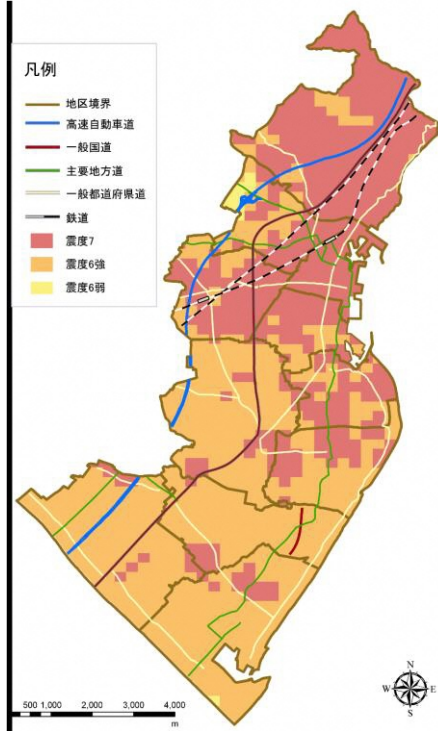 凡例
地区境界
高速自動車道
一般国道
主要地方道
一般都道府県道
鉄道
震度7
震度6強
震度6弱
N
W E
S
500 1,000 2,000 3,000 4,000
m